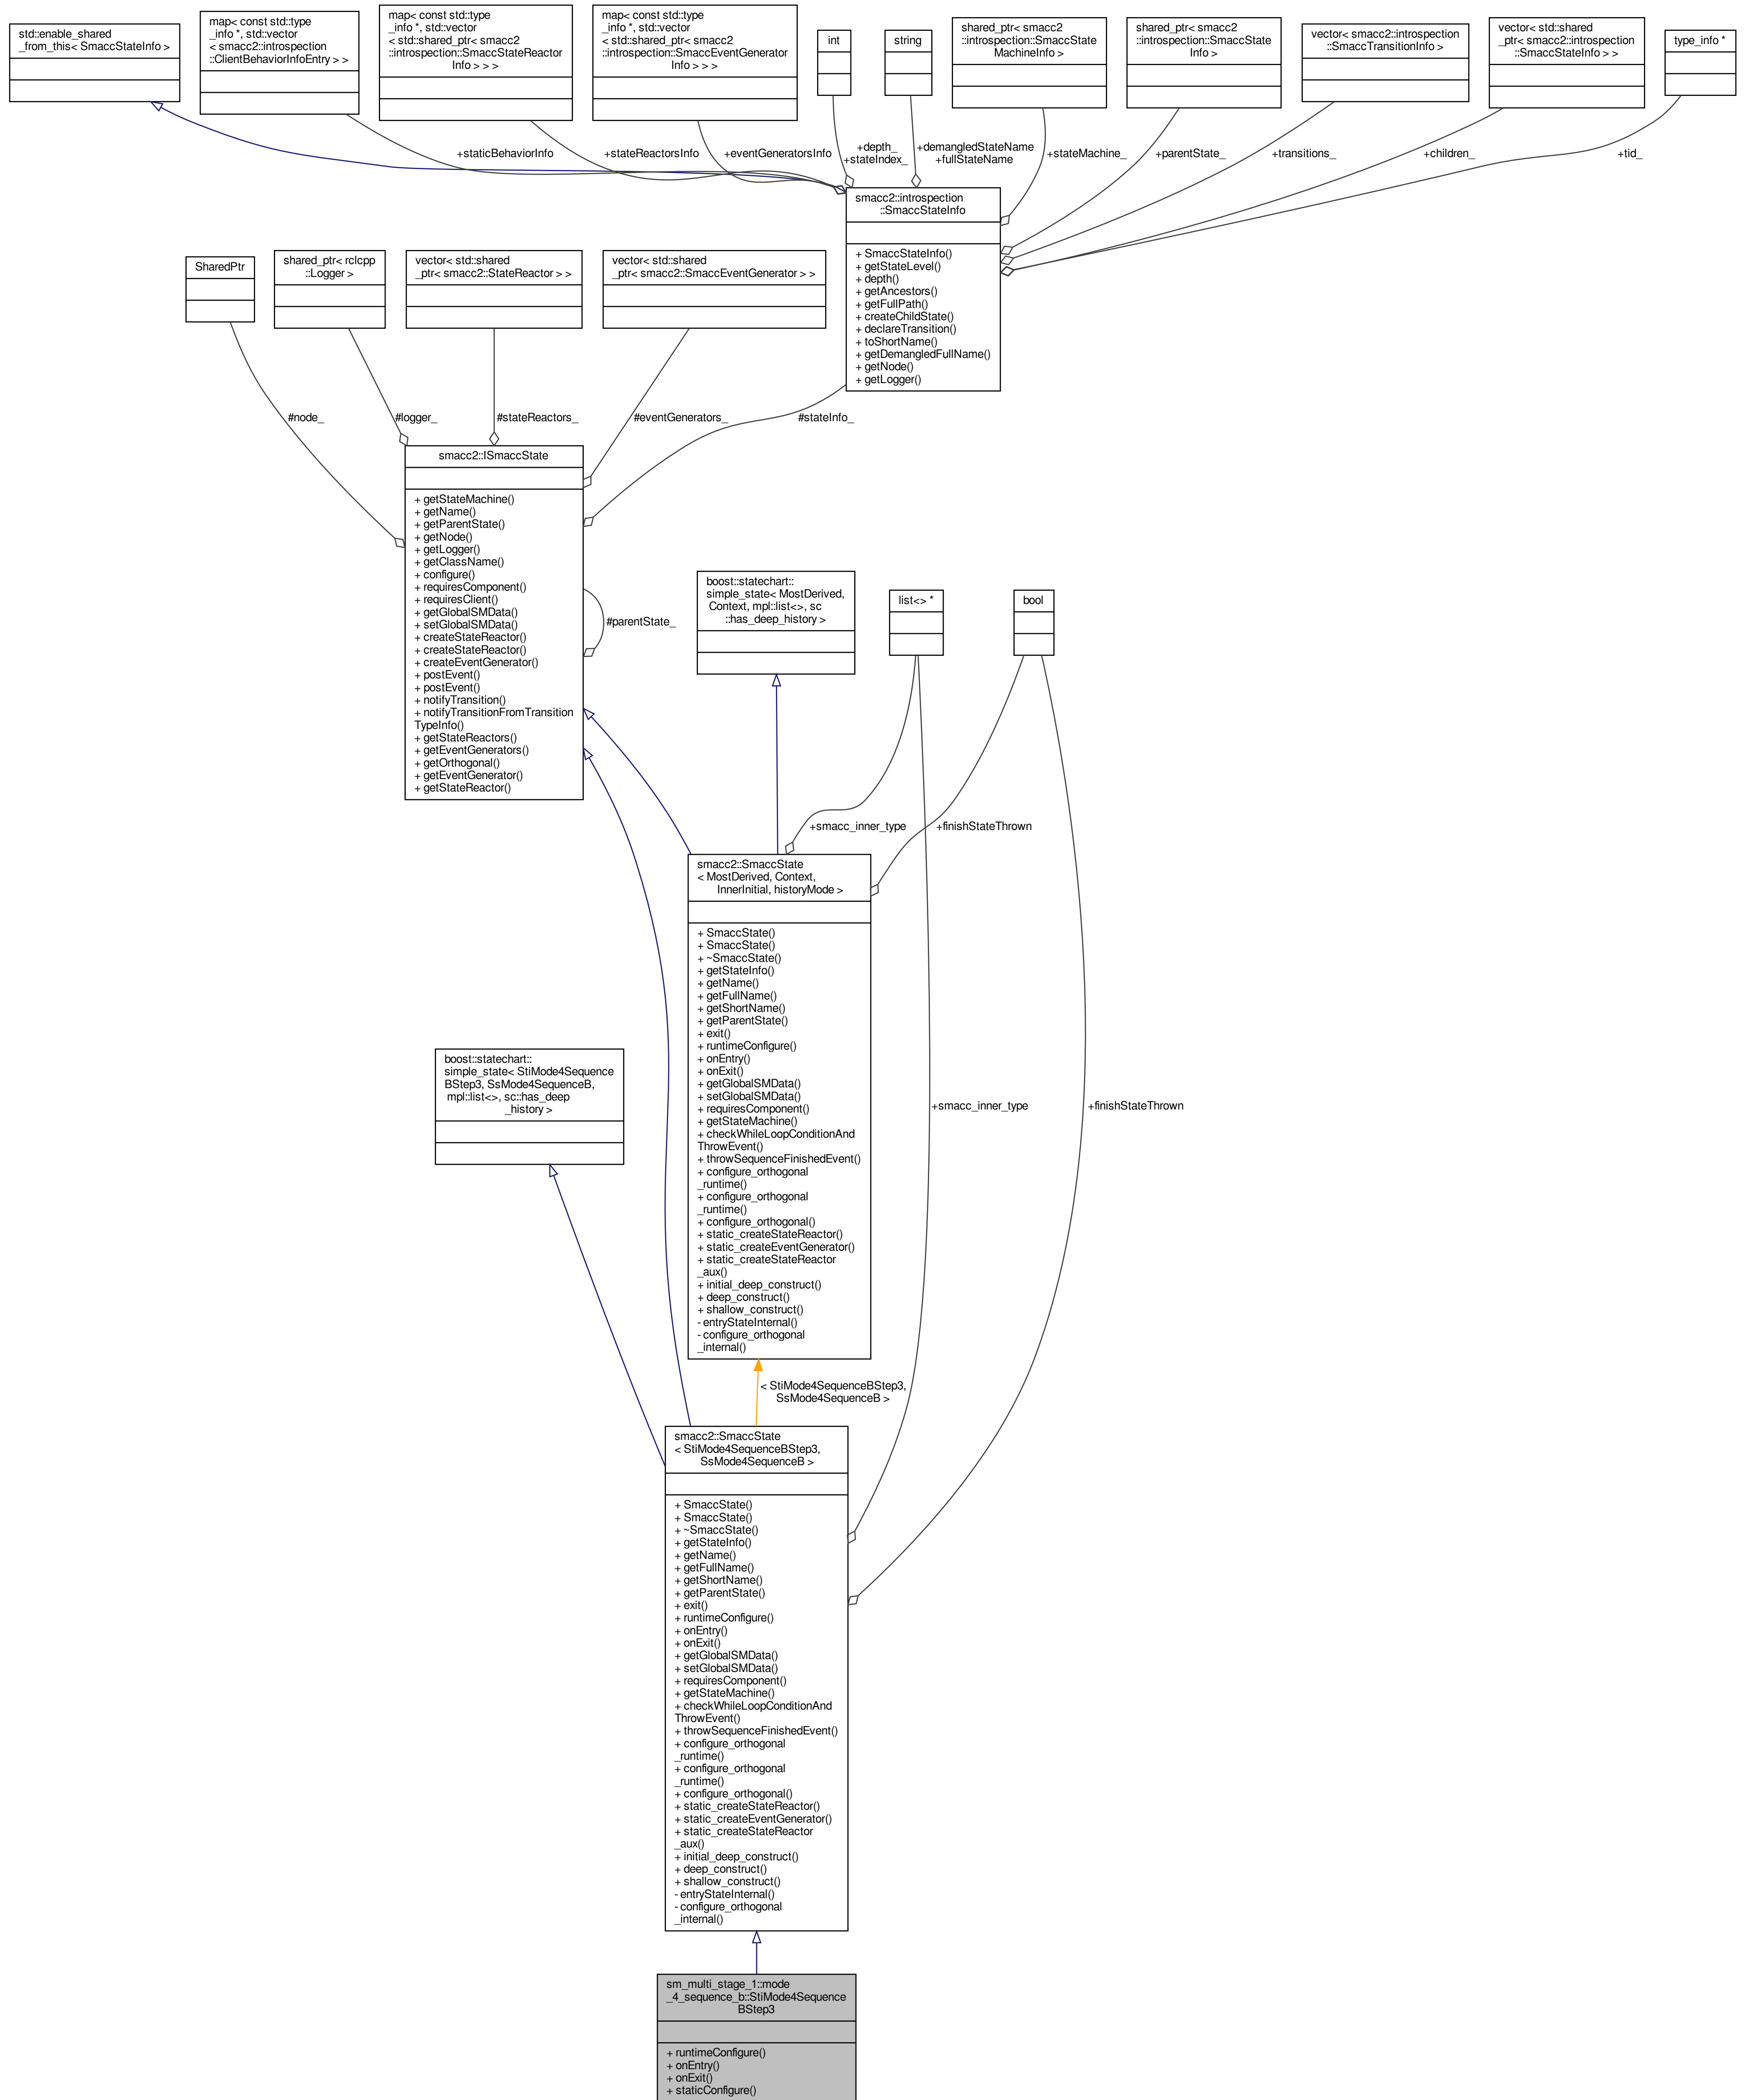 std::enable_shared
_from_this< SmaccStateInfo >
map< const std::type
_info *, std::vector
< smacc2::introspection
::ClientBehaviorInfoEntry > >
map< const std::type
_info *, std::vector
< std::shared_ptr< smacc2
::introspection::SmaccStateReactor
Info > > >
map< const std::type
_info *, std::vector
< std::shared_ptr< smacc2
::introspection::SmaccEventGenerator
Info > > >
int
string
shared_ptr< smacc2
::introspection::SmaccState
MachineInfo >
shared_ptr< smacc2
::introspection::SmaccState
Info >
vector< smacc2::introspection
::SmaccTransitionInfo >
vector< std::shared
_ptr< smacc2::introspection
::SmaccStateInfo > >
type_info *
+staticBehaviorInfo
+stateReactorsInfo
+eventGeneratorsInfo
+depth_
+stateIndex_
+demangledStateName
+fullStateName
+stateMachine_
+parentState_
+transitions_
+children_
+tid_
smacc2::introspection
::SmaccStateInfo
+ SmaccStateInfo()
+ getStateLevel()
+ depth()
+ getAncestors()
+ getFullPath()
+ createChildState()
+ declareTransition()
+ toShortName()
+ getDemangledFullName()
+ getNode()
+ getLogger()
SharedPtr
shared_ptr< rclcpp
::Logger >
vector< std::shared
_ptr< smacc2::StateReactor > >
vector< std::shared
_ptr< smacc2::SmaccEventGenerator > >
#node_
#logger_
#stateReactors_
#eventGenerators_
#stateInfo_
smacc2::ISmaccState
+ getStateMachine()
+ getName()
+ getParentState()
+ getNode()
+ getLogger()
+ getClassName()
+ configure()
+ requiresComponent()
+ requiresClient()
+ getGlobalSMData()
+ setGlobalSMData()
+ createStateReactor()
+ createStateReactor()
+ createEventGenerator()
+ postEvent()
+ postEvent()
+ notifyTransition()
+ notifyTransitionFromTransition
TypeInfo()
+ getStateReactors()
+ getEventGenerators()
+ getOrthogonal()
+ getEventGenerator()
+ getStateReactor()
#parentState_
boost::statechart::
simple_state< MostDerived,
Context, mpl::list<>, sc
::has_deep_history >
list<> *
bool
+smacc_inner_type
+finishStateThrown
smacc2::SmaccState
< MostDerived, Context,
InnerInitial, historyMode >
+ SmaccState()
+ SmaccState()
+ ~SmaccState()
+ getStateInfo()
+ getName()
+ getFullName()
+ getShortName()
+ getParentState()
+ exit()
+ runtimeConfigure()
+ onEntry()
+ onExit()
+ getGlobalSMData()
+ setGlobalSMData()
+ requiresComponent()
+ getStateMachine()
+ checkWhileLoopConditionAnd
ThrowEvent()
+ throwSequenceFinishedEvent()
+ configure_orthogonal
_runtime()
+ configure_orthogonal
_runtime()
+ configure_orthogonal()
+ static_createStateReactor()
+ static_createEventGenerator()
+ static_createStateReactor
_aux()
+ initial_deep_construct()
+ deep_construct()
+ shallow_construct()
- entryStateInternal()
- configure_orthogonal
_internal()
boost::statechart::
simple_state< StiMode4Sequence
BStep3, SsMode4SequenceB,
mpl::list<>, sc::has_deep
_history >
+smacc_inner_type
+finishStateThrown
< StiMode4SequenceBStep3,
SsMode4SequenceB >
smacc2::SmaccState
< StiMode4SequenceBStep3,
SsMode4SequenceB >
+ SmaccState()
+ SmaccState()
+ ~SmaccState()
+ getStateInfo()
+ getName()
+ getFullName()
+ getShortName()
+ getParentState()
+ exit()
+ runtimeConfigure()
+ onEntry()
+ onExit()
+ getGlobalSMData()
+ setGlobalSMData()
+ requiresComponent()
+ getStateMachine()
+ checkWhileLoopConditionAnd
ThrowEvent()
+ throwSequenceFinishedEvent()
+ configure_orthogonal
_runtime()
+ configure_orthogonal
_runtime()
+ configure_orthogonal()
+ static_createStateReactor()
+ static_createEventGenerator()
+ static_createStateReactor
_aux()
+ initial_deep_construct()
+ deep_construct()
+ shallow_construct()
- entryStateInternal()
- configure_orthogonal
_internal()
sm_multi_stage_1::mode
_4_sequence_b::StiMode4Sequence
BStep3
+ runtimeConfigure()
+ onEntry()
+ onExit()
+ staticConfigure()